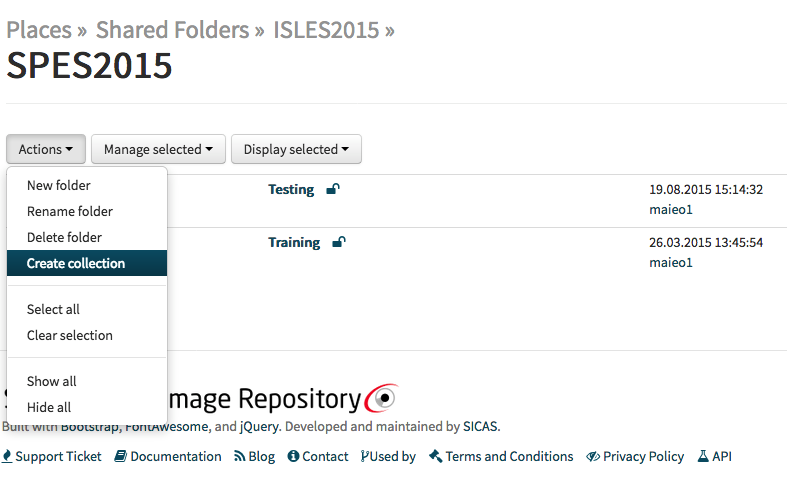 Places » Shared Folders » ISLES2015 »
SPES2015
Actions Manage selected Display selected
New folder
Testing 19.08.2015 15:14:32
Rename folder maieo1
Delete folder
Training 26.03.2015 13:45:54
Create collection maieo1
Select all
Clear selection
Show all
Hide all
mage Repository
Built with Bootstrap, FontAwesome, and jQuery. Developed and maintained by SICAS.
Support Ticket Documentation Blog Contact Used by Terms and Conditions Privacy Policy API